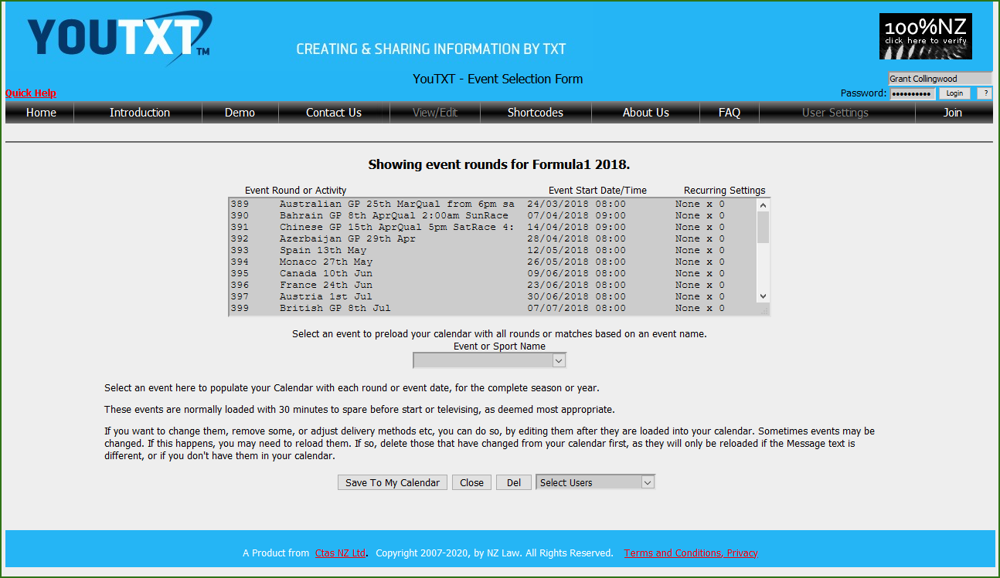 YOUTXT™
CREATING & SHARING INFORMATION BY TXT
100%NZ
click here to verify
YouTXT - Event Selection Form
Grant Collingwood
Quick Help
Password: ●●●●●●●●●● Login ?
Home Introduction Demo Contact Us View/Edit Shortcodes About Us FAQ User Settings Join
Showing event rounds for Formula1 2018.
Event Round or Activity Event Start Date/Time Recurring Settings
389 Australian GP 25th MarQual from 6pm sa 24/03/2018 08:00 None x 0
390 Bahrain GP 8th AprQual 2:00am SunRace 07/04/2018 09:00 None x 0
391 Chinese GP 15th AprQual 5pm SatRace 4: 14/04/2018 09:00 None x 0
392 Azerbaijan GP 29th Apr 28/04/2018 08:00 None x 0
393 Spain 13th May 12/05/2018 08:00 None x 0
394 Monaco 27th May 26/05/2018 08:00 None x 0
395 Canada 10th Jun 09/06/2018 08:00 None x 0
396 France 24th Jun 23/06/2018 08:00 None x 0
397 Austria 1st Jul 30/06/2018 08:00 None x 0
399 British GP 8th Jul 07/07/2018 08:00 None x 0
Select an event to preload your calendar with all rounds or matches based on an event name.
Event or Sport Name
Select an event here to populate your Calendar with each round or event date, for the complete season or year.
These events are normally loaded with 30 minutes to spare before start or televising, as deemed most appropriate.
If you want to change them, remove some, or adjust delivery methods etc, you can do so, by editing them after they are loaded into your calendar. Sometimes events may be
changed. If this happens, you may need to reload them. If so, delete those that have changed from your calendar first, as they will only be reloaded if the Message text is
different, or if you don't have them in your calendar.
Save To My Calendar Close Del Select Users
A Product from Ctas NZ Ltd. Copyright 2007-2020, by NZ Law. All Rights Reserved. Terms and Conditions, Privacy